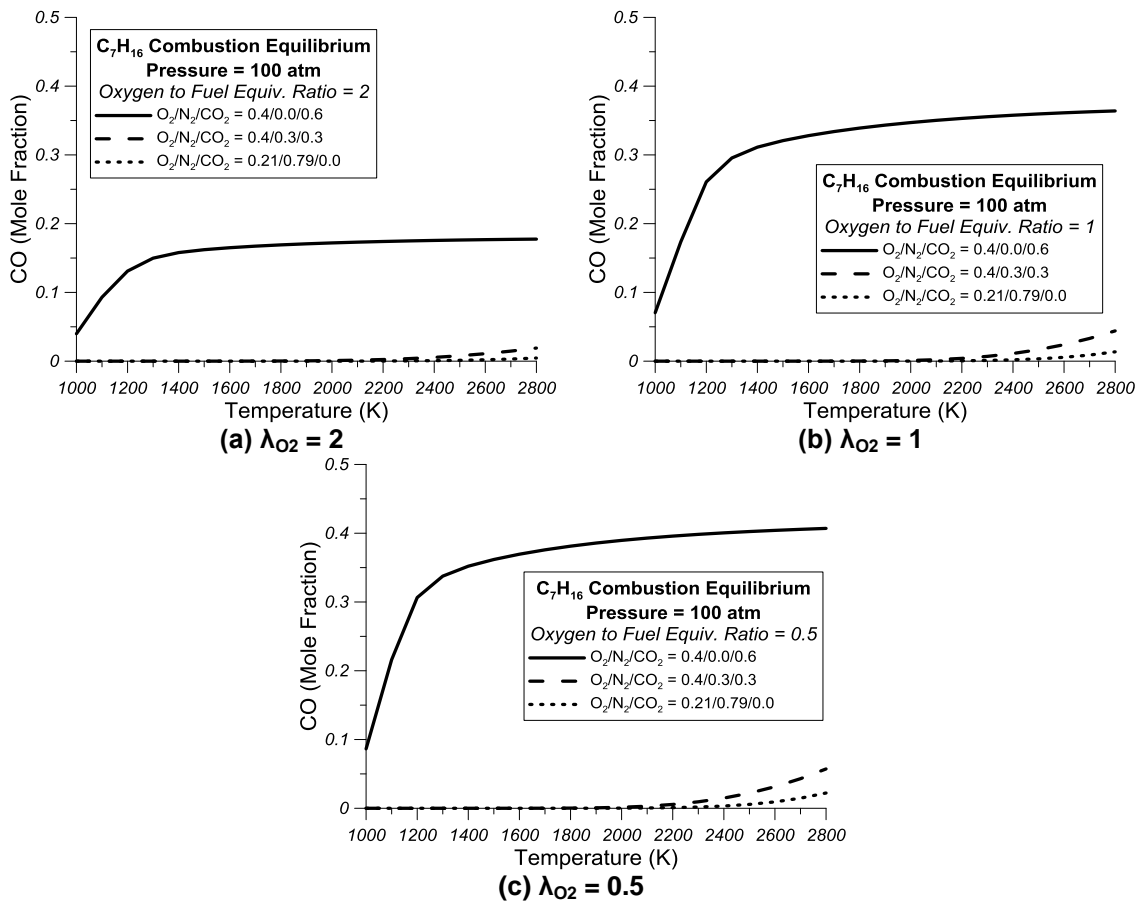 0.5
0.4
0.3
0.2
0.1
0
CO (Mole Fraction)
C₇H₁₆ Combustion Equilibrium
Pressure = 100 atm
Oxygen to Fuel Equiv. Ratio = 2
O₂/N₂/CO₂ = 0.4/0.0/0.6
O₂/N₂/CO₂ = 0.4/0.3/0.3
O₂/N₂/CO₂ = 0.21/0.79/0.0
1000 1200 1400 1600 1800 2000 2200 2400 2600 2800
Temperature (K)
(a) λO2 = 2
0.5
0.4
0.3
0.2
0.1
0
CO (Mole Fraction)
C₇H₁₆ Combustion Equilibrium
Pressure = 100 atm
Oxygen to Fuel Equiv. Ratio = 1
O₂/N₂/CO₂ = 0.4/0.0/0.6
O₂/N₂/CO₂ = 0.4/0.3/0.3
O₂/N₂/CO₂ = 0.21/0.79/0.0
1000 1200 1400 1600 1800 2000 2200 2400 2600 2800
Temperature (K)
(b) λO2 = 1
0.5
0.4
0.3
0.2
0.1
0
CO (Mole Fraction)
C₇H₁₆ Combustion Equilibrium
Pressure = 100 atm
Oxygen to Fuel Equiv. Ratio = 0.5
O₂/N₂/CO₂ = 0.4/0.0/0.6
O₂/N₂/CO₂ = 0.4/0.3/0.3
O₂/N₂/CO₂ = 0.21/0.79/0.0
1000 1200 1400 1600 1800 2000 2200 2400 2600 2800
Temperature (K)
(c) λO2 = 0.5